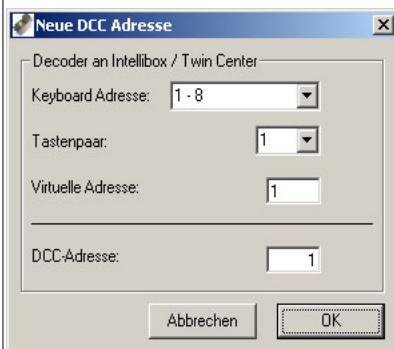 Neue DCC Adresse
Decoder an Intellibox / Twin Center
Keyboard Adresse: 1 - 8
Tastenpaar: 1
Virtuelle Adresse: 1
DCC-Adresse: 1
Abbrechen OK